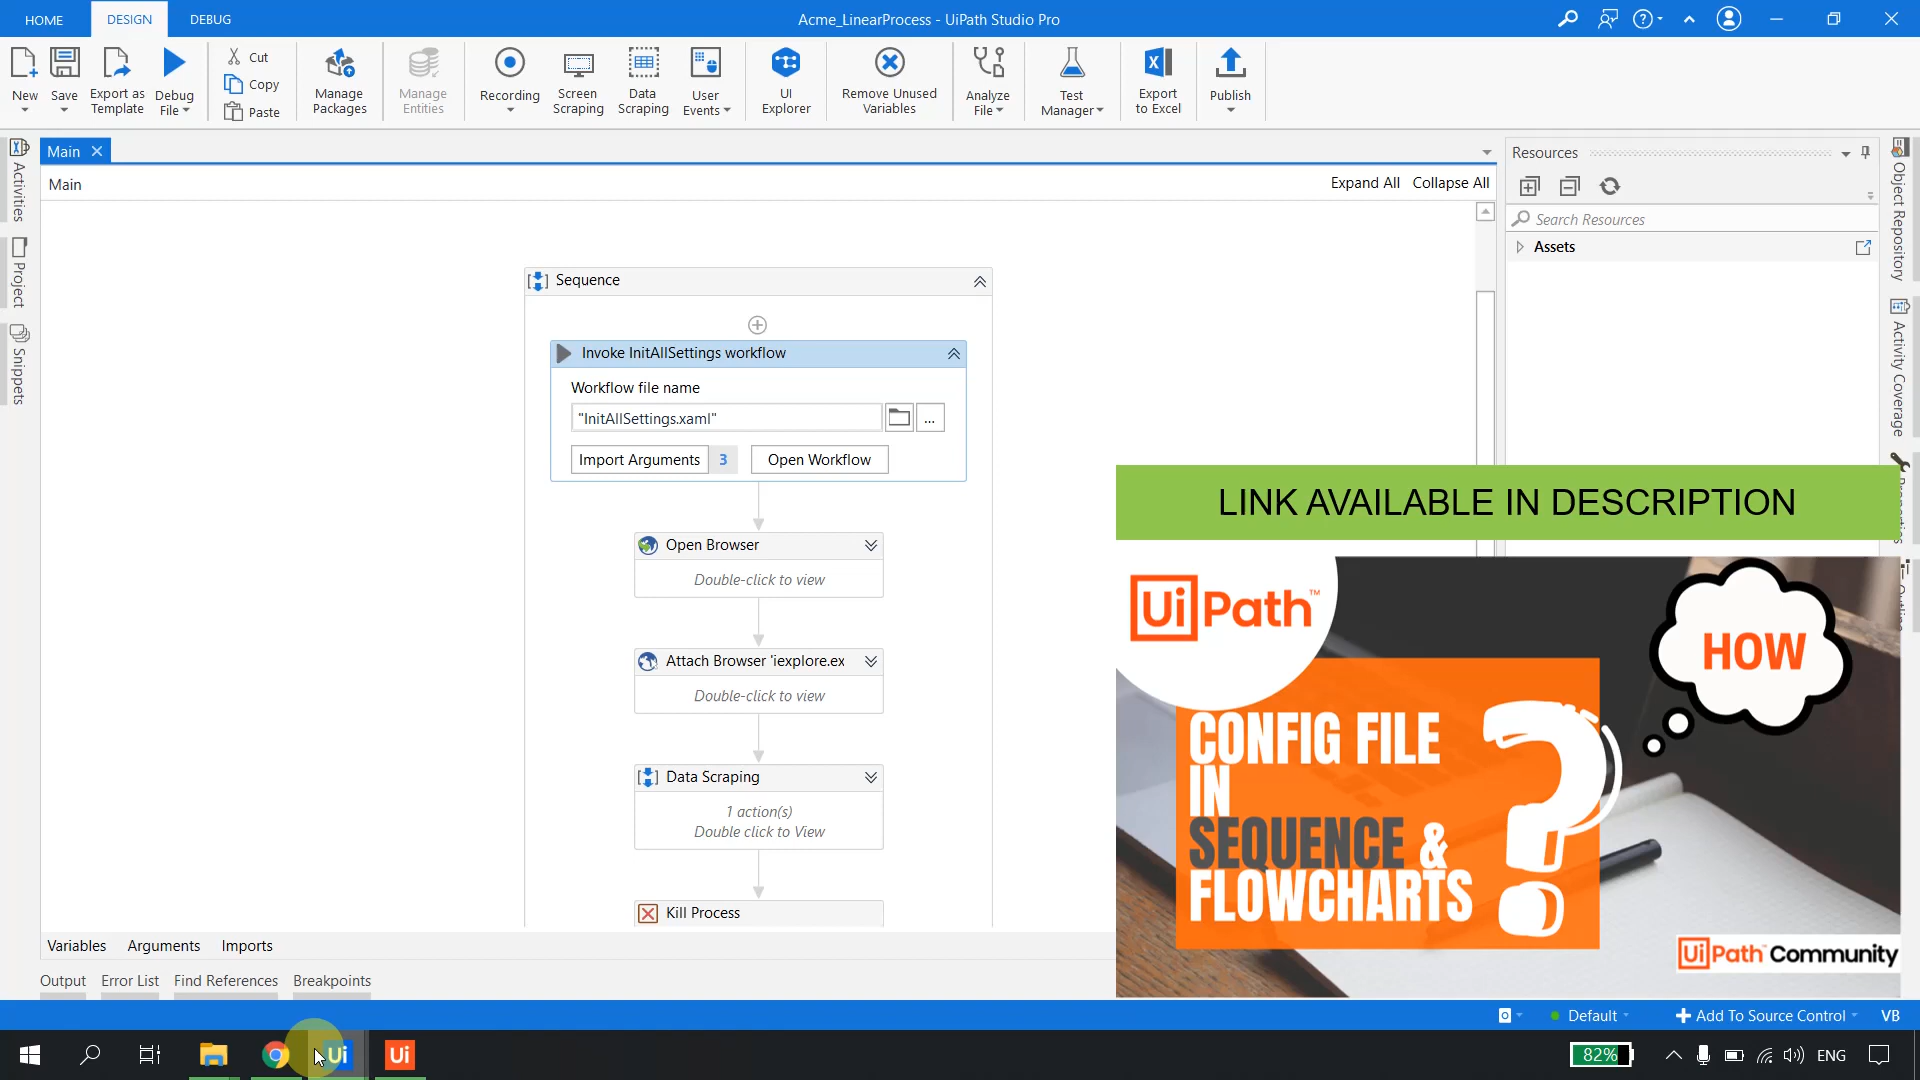 HOME
DESIGN
DEBUG
Acme_LinearProcess - UiPath Studio Pro
New
Save
Export as
Template
Debug
File
Cut
Copy
Paste
Manage
Packages
Manage
Entities
Recording
Screen
Scraping
Data
Scraping
User
Events
UI
Explorer
Remove Unused
Variables
Analyze
File
Test
Manager
Export
to Excel
Publish
Activities
Project
Snippets
Main
Main
Expand All
Collapse All
Resources
Search Resources
Assets
Object Repository
Activity Coverage
Sequence
Invoke InitAllSettings workflow
Workflow file name
"InitAllSettings.xaml"
...
Import Arguments
3
Open Workflow
Open Browser
Double-click to view
Attach Browser 'iexplore.ex
Double-click to view
Data Scraping
1 action(s)
Double click to View
Kill Process
LINK AVAILABLE IN DESCRIPTION
UiPath™
HOW
CONFIG FILE
IN
SEQUENCE &
FLOWCHARTS
?
UiPath™ Community
Variables
Arguments
Imports
Output
Error List
Find References
Breakpoints
Default
Add To Source Control
VB
Ui
Ui
82%
ENG